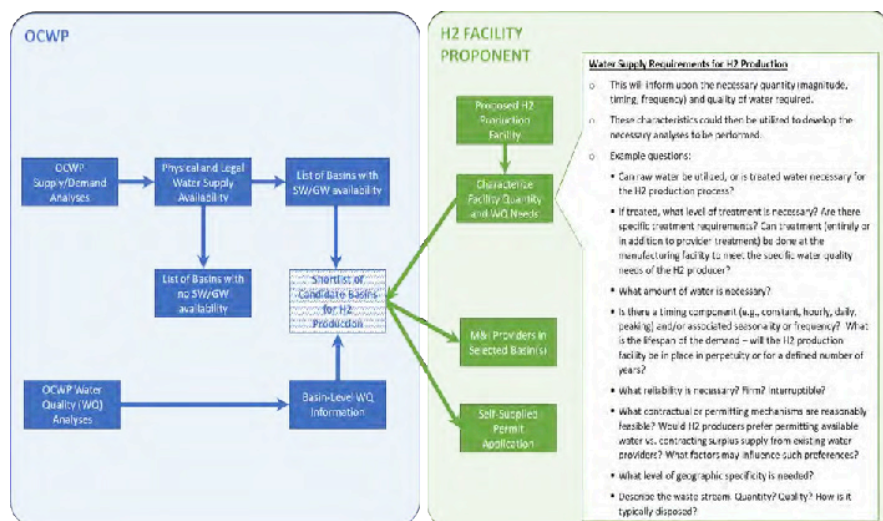 OCWP
OCWP
Supply/Demand
Analyses
Physical and Legal
Water Supply
Availability
List of Basins with
SW/GW availability
List of Basins with
no SW/GW
availability
Shortlist of
Candidate Basins
for H2
Production
OCWP Water
Quality (WQ)
Analyses
Basin-Level WQ
Information
H2 FACILITY
PROPONENT
Proposed H2
Production
Facility
Characterize
Facility Quantity
and WQ Needs
M&I Providers in
Selected Basin(s)
Self-Supplied
Permit
Application
Water Supply Requirements for H2 Production
o This will inform upon the necessary quantity (magnitude,
timing, frequency) and quality of water required.
o These characteristics could then be utilized to develop the
necessary analyses to be performed.
o Example questions:
▪ Can raw water be utilized, or is treated water necessary for
the H2 production process?
▪ If treated, what level of treatment is necessary? Are there
specific treatment requirements? Can treatment (entirely or
in addition to provider treatment) be done at the
manufacturing facility to meet the specific water quality
needs of the H2 producer?
▪ What amount of water is necessary?
▪ Is there a timing component (e.g., constant, hourly, daily,
peaking) and/or associated seasonality or frequency? What
is the lifespan of the demand – will the H2 production
facility be in place in perpetuity or for a defined number of
years?
▪ What reliability is necessary? Firm? Interruptible?
▪ What contractual or permitting mechanisms are reasonably
feasible? Would H2 producers prefer permitting available
water vs. contracting surplus supply from existing water
providers? What factors may influence such preferences?
▪ What level of geographic specificity is needed?
▪ Describe the waste stream. Quantity? Quality? How is it
typically disposed?